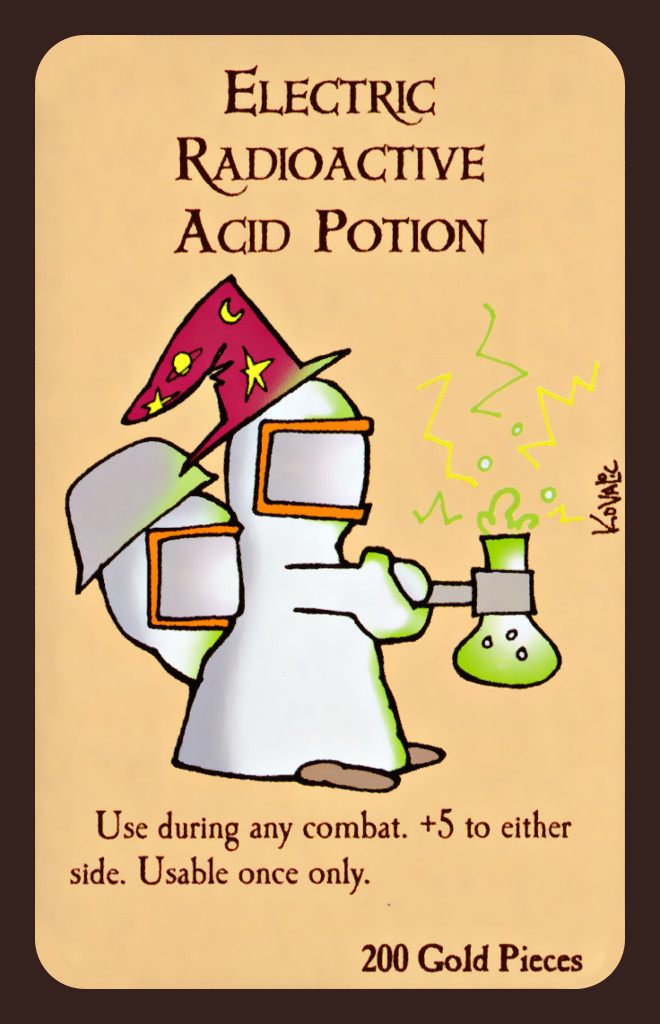 Electric
Radioactive
Acid Potion
Kovalic
Use during any combat. +5 to either
side. Usable once only.
200 Gold Pieces